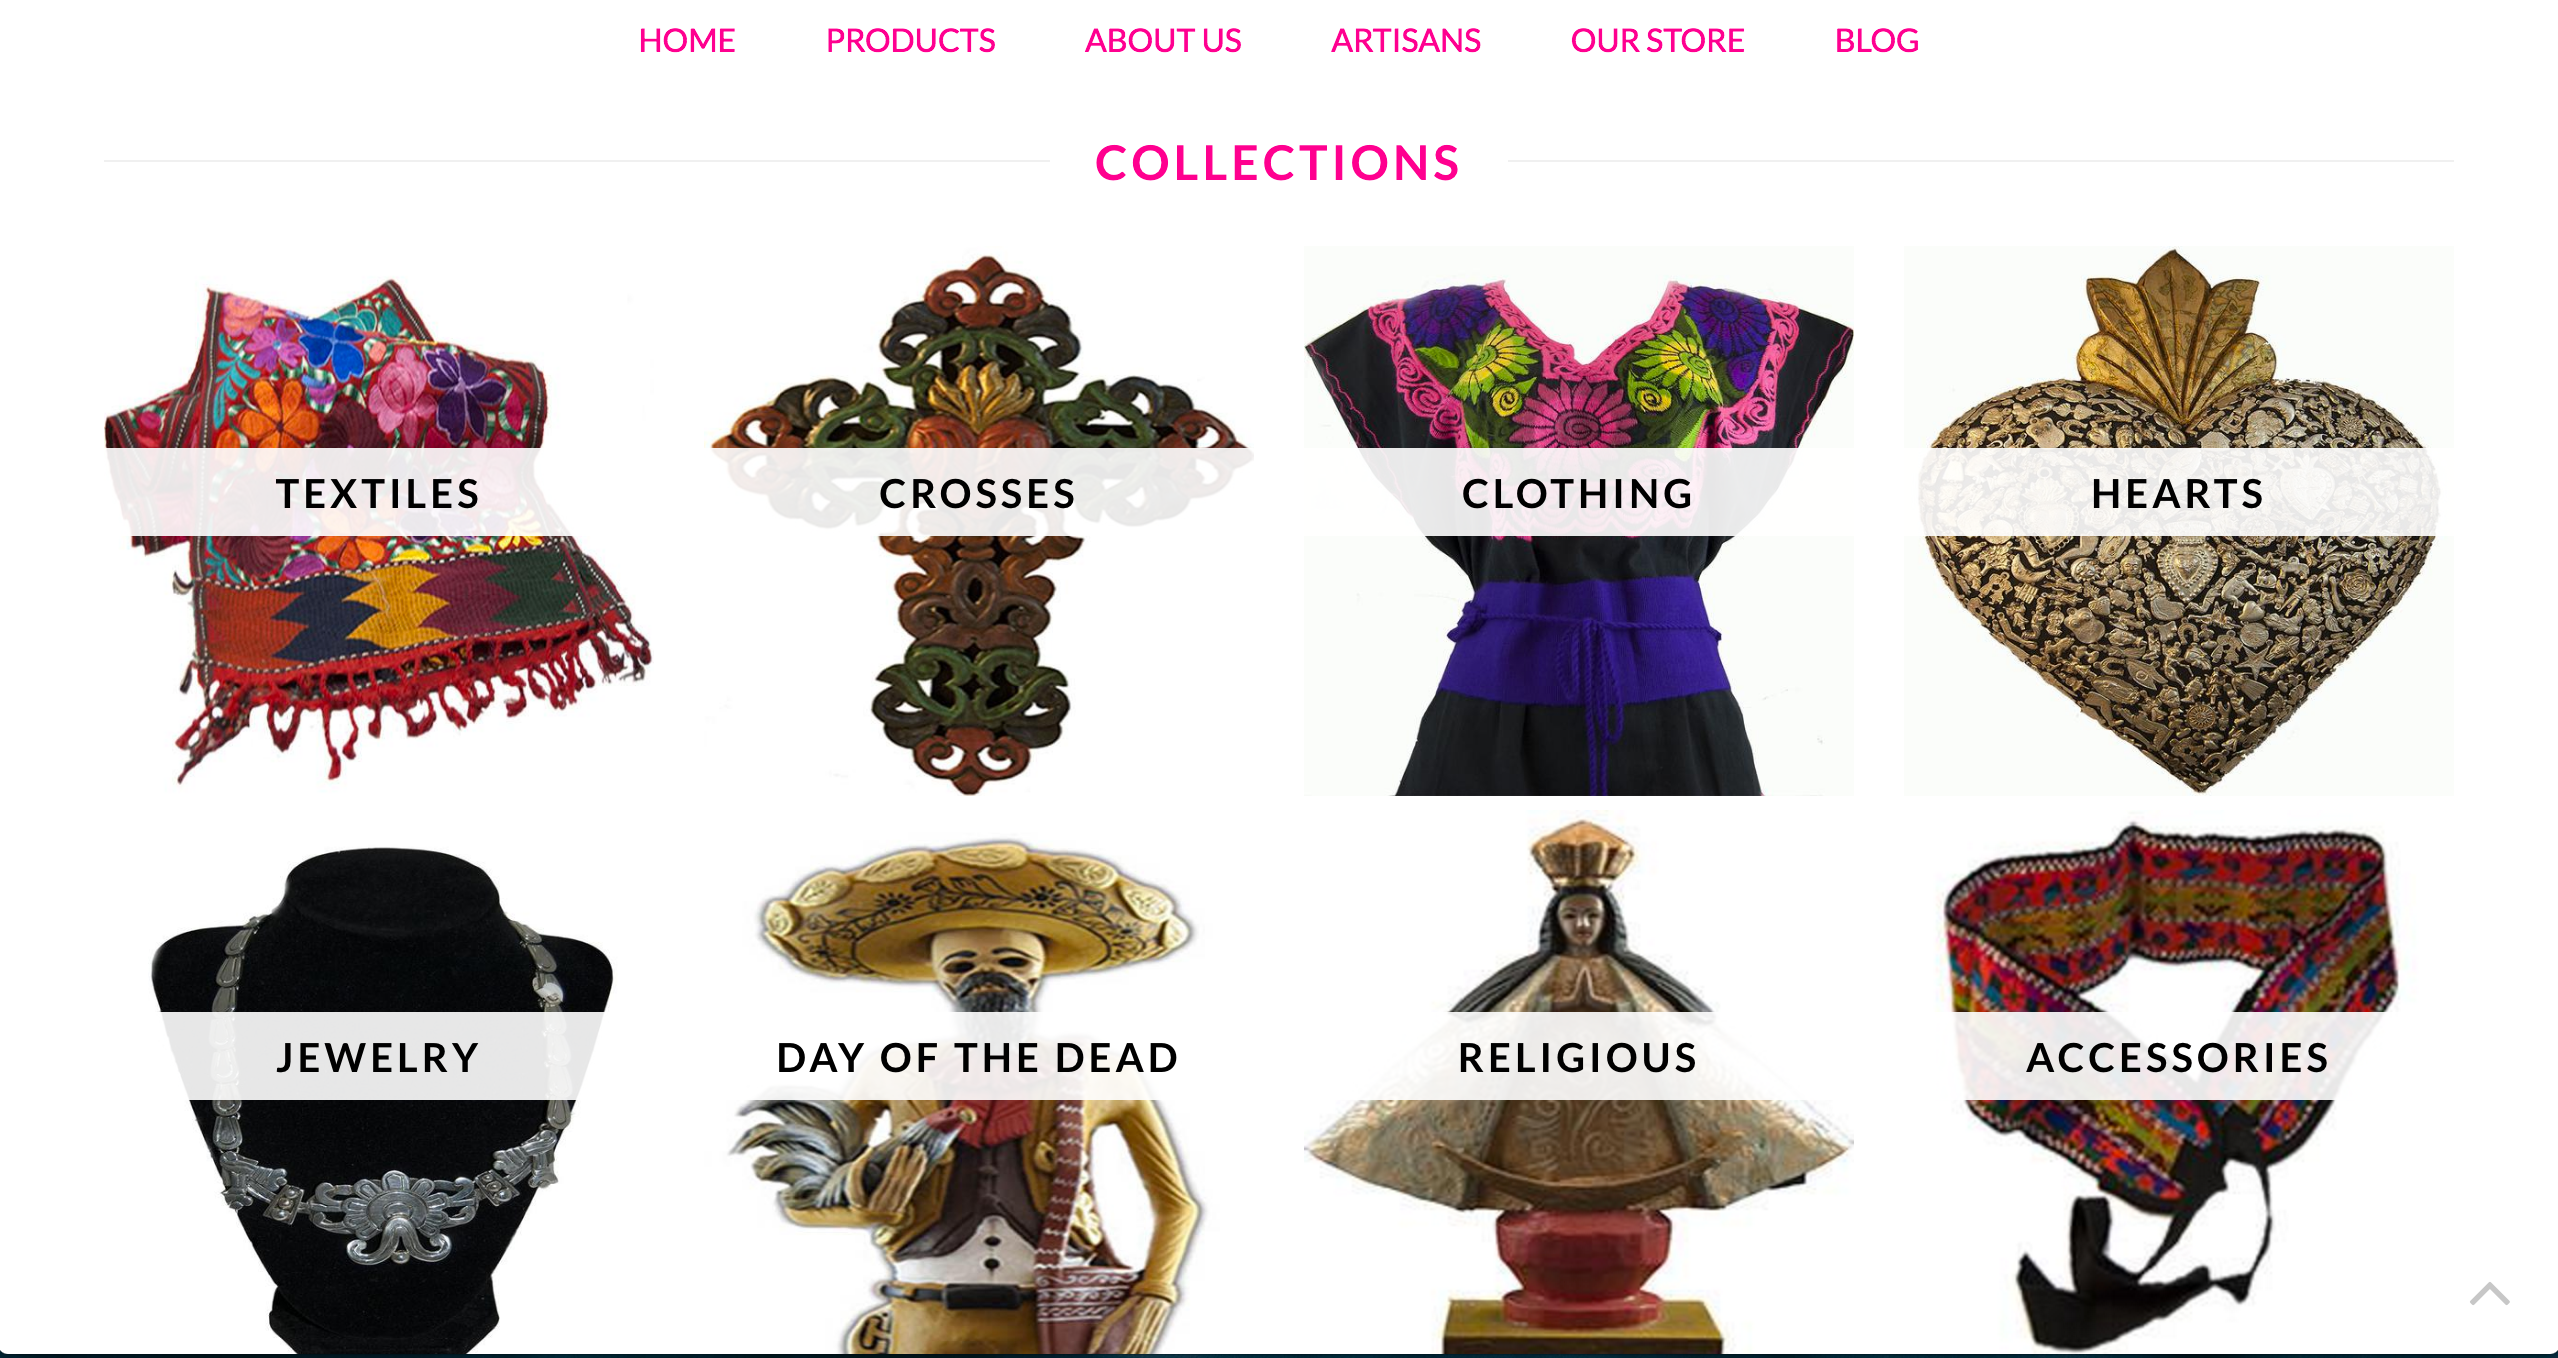 HOME PRODUCTS ABOUT US ARTISANS OUR STORE BLOG
COLLECTIONS
TEXTILES CROSSES CLOTHING HEARTS
JEWELRY DAY OF THE DEAD RELIGIOUS ACCESSORIES